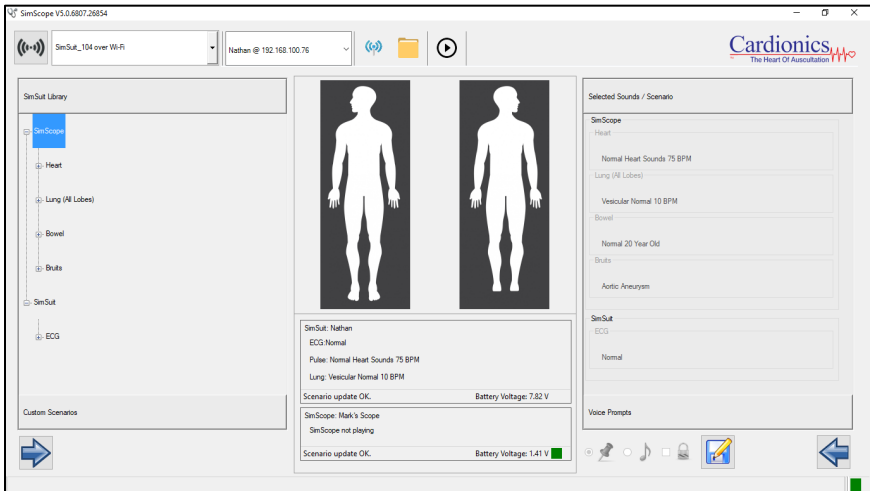 SimScope V5.0.6807.26854
SimSuit_104 over Wi-Fi
Nathan @ 192.168.100.76
Cardionics
The Heart Of Auscultation
SimSuit Library
SimScope
Heart
Lung (All Lobes)
Bowel
Bruits
SimSuit
ECG
Custom Scenarios
SimSuit: Nathan
ECG:Normal
Pulse: Normal Heart Sounds 75 BPM
Lung: Vesicular Normal 10 BPM
Scenario update OK. Battery Voltage: 7.82 V
SimScope: Mark's Scope
SimScope not playing
Scenario update OK. Battery Voltage: 1.41 V
Selected Sounds / Scenario
SimScope
Heart
Normal Heart Sounds 75 BPM
Lung (All Lobes)
Vesicular Normal 10 BPM
Bowel
Normal 20 Year Old
Bruits
Aortic Aneurysm
SimSuit
ECG
Normal
Voice Prompts